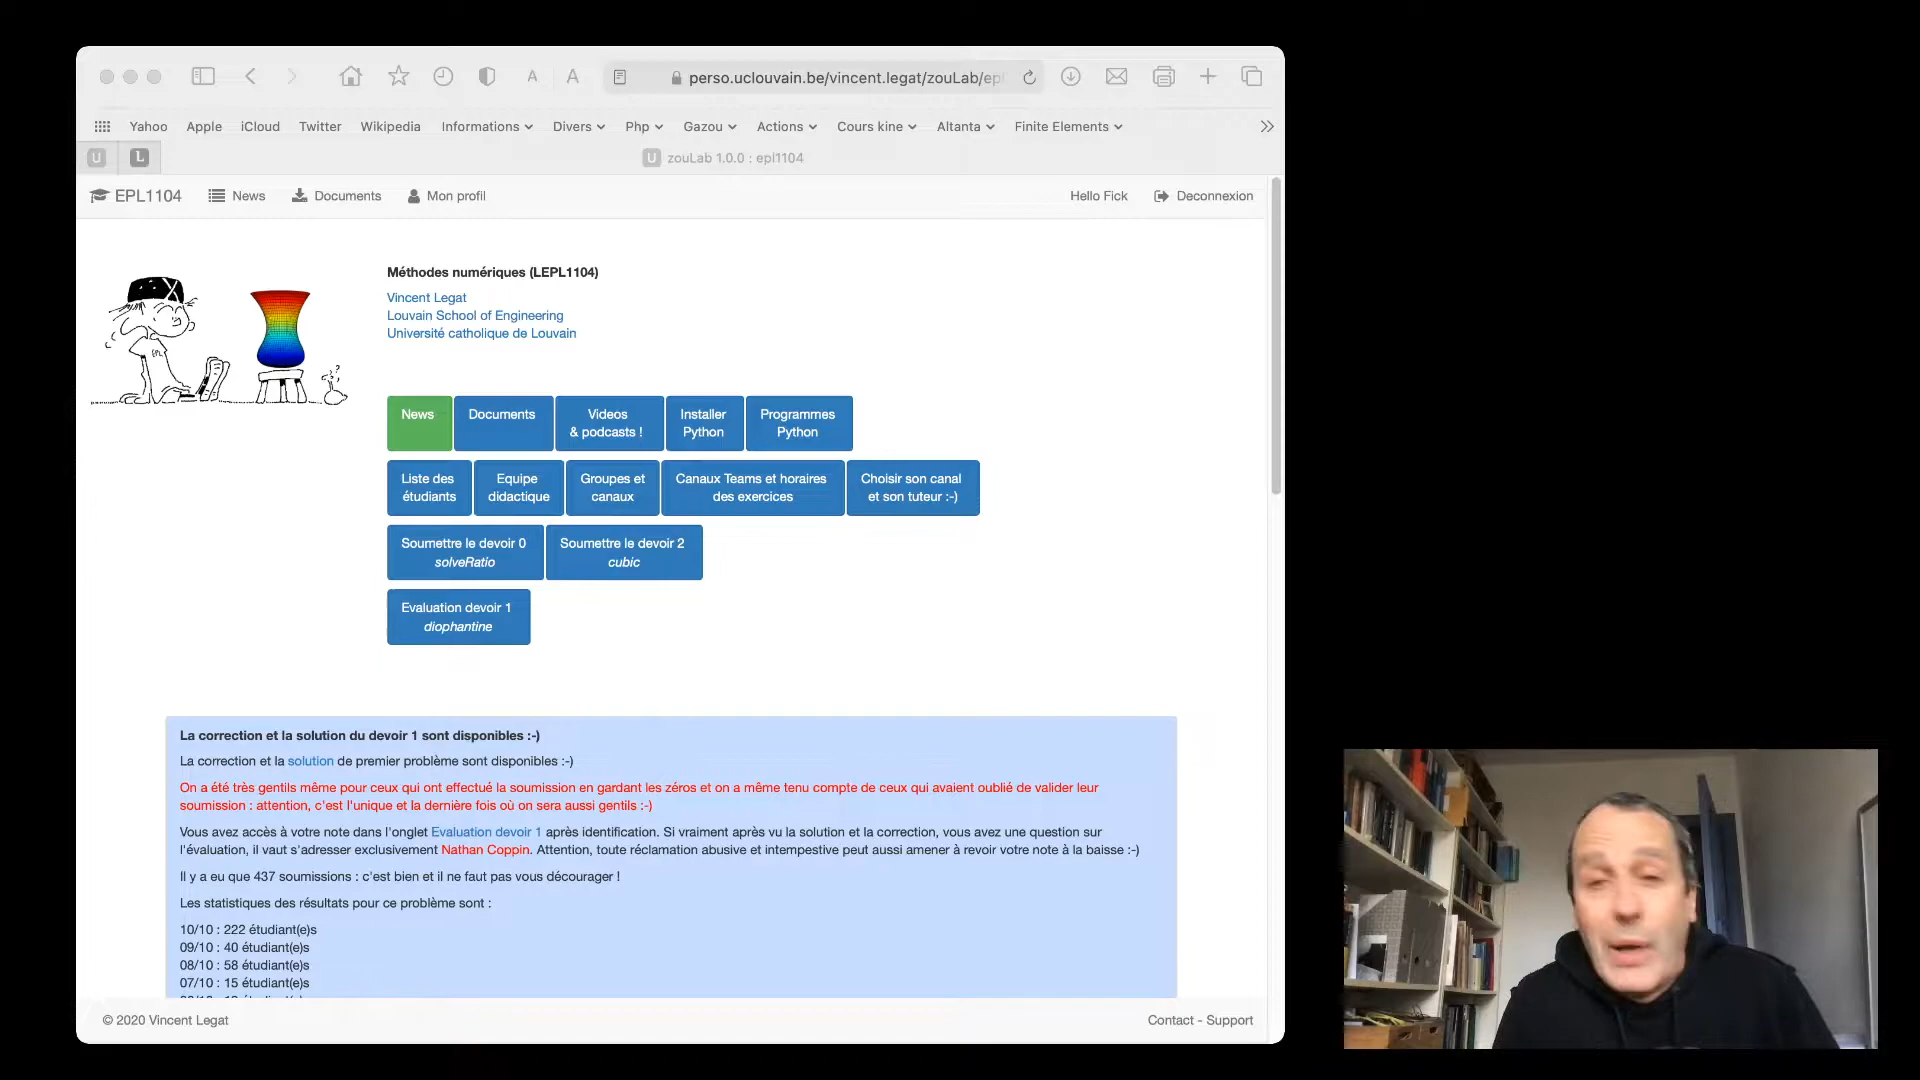 perso.uclouvain.be/vincent.legat/zouLab/epl
Yahoo Apple iCloud Twitter Wikipedia Informations Divers Php Gazou Actions Cours kine Altanta Finite Elements
zouLab 1.0.0 : epl1104
EPL1104 News Documents Mon profil Hello Fick Deconnexion
Méthodes numériques (LEPL1104)
Vincent Legat
Louvain School of Engineering
Université catholique de Louvain
News
Documents
Videos
& podcasts !
Installer
Python
Programmes
Python
Liste des
étudiants
Equipe
didactique
Groupes et
canaux
Canaux Teams et horaires
des exercices
Choisir son canal
et son tuteur :-)
Soumettre le devoir 0
solveRatio
Soumettre le devoir 2
cubic
Evaluation devoir 1
diophantine
La correction et la solution du devoir 1 sont disponibles :-)
La correction et la solution de premier problème sont disponibles :-)
On a été très gentils même pour ceux qui ont effectué la soumission en gardant les zéros et on a même tenu compte de ceux qui avaient oublié de valider leur
soumission : attention, c'est l'unique et la dernière fois où on sera aussi gentils :-)
Vous avez accès à votre note dans l'onglet Evaluation devoir 1 après identification. Si vraiment après vu la solution et la correction, vous avez une question sur
l'évaluation, il vaut s'adresser exclusivement Nathan Coppin. Attention, toute réclamation abusive et intempestive peut aussi amener à revoir votre note à la baisse :-)
Il y a eu que 437 soumissions : c'est bien et il ne faut pas vous décourager !
Les statistiques des résultats pour ce problème sont :
10/10 : 222 étudiant(e)s
09/10 : 40 étudiant(e)s
08/10 : 58 étudiant(e)s
07/10 : 15 étudiant(e)s
© 2020 Vincent Legat
Contact - Support